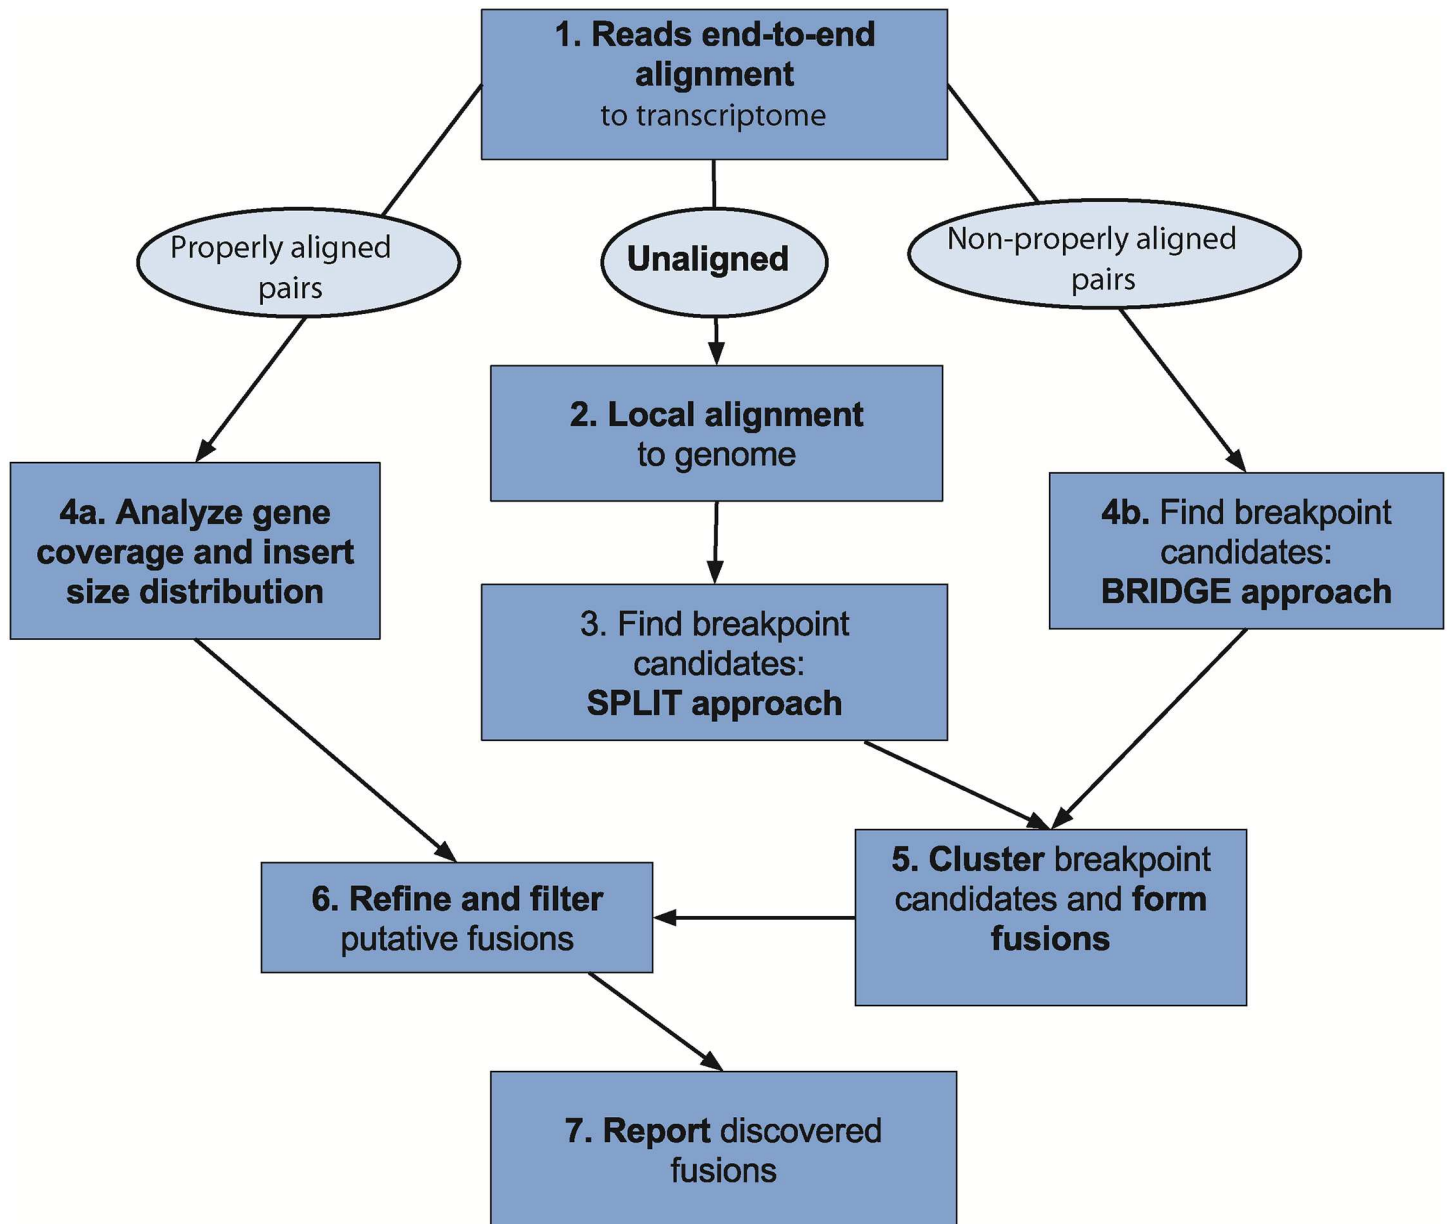 1. Reads end-to-end
alignment
to transcriptome
Properly aligned
pairs
Unaligned
Non-properly aligned
pairs
2. Local alignment
to genome
4a. Analyze gene
coverage and insert
size distribution
4b. Find breakpoint
candidates:
BRIDGE approach
3. Find breakpoint
candidates:
SPLIT approach
5. Cluster breakpoint
candidates and form
fusions
6. Refine and filter
putative fusions
7. Report discovered
fusions